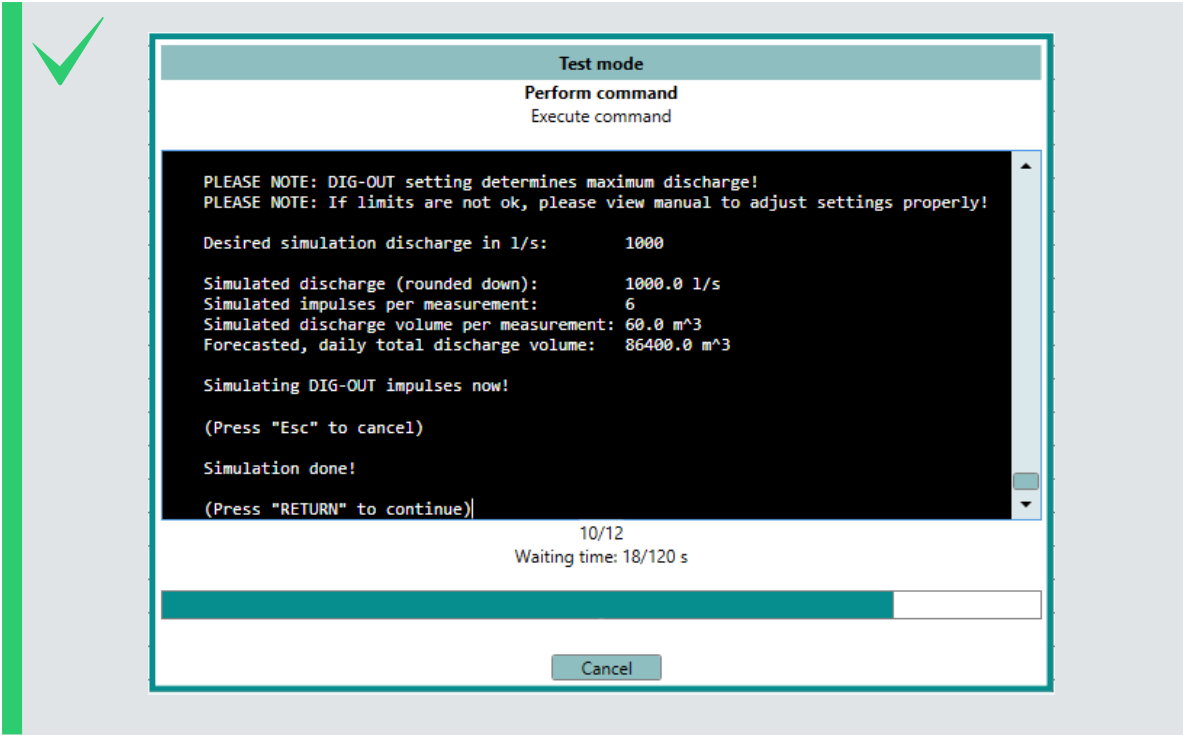 Test mode
Perform command
Execute command
PLEASE NOTE: DIG-OUT setting determines maximum discharge!
PLEASE NOTE: If limits are not ok, please view manual to adjust settings properly!
Desired simulation discharge in l/s: 1000
Simulated discharge (rounded down): 1000.0 l/s
Simulated impulses per measurement: 6
Simulated discharge volume per measurement: 60.0 m^3
Forecasted, daily total discharge volume: 86400.0 m^3
Simulating DIG-OUT impulses now!
(Press "Esc" to cancel)
Simulation done!
(Press "RETURN" to continue)
10/12
Waiting time: 18/120 s
Cancel